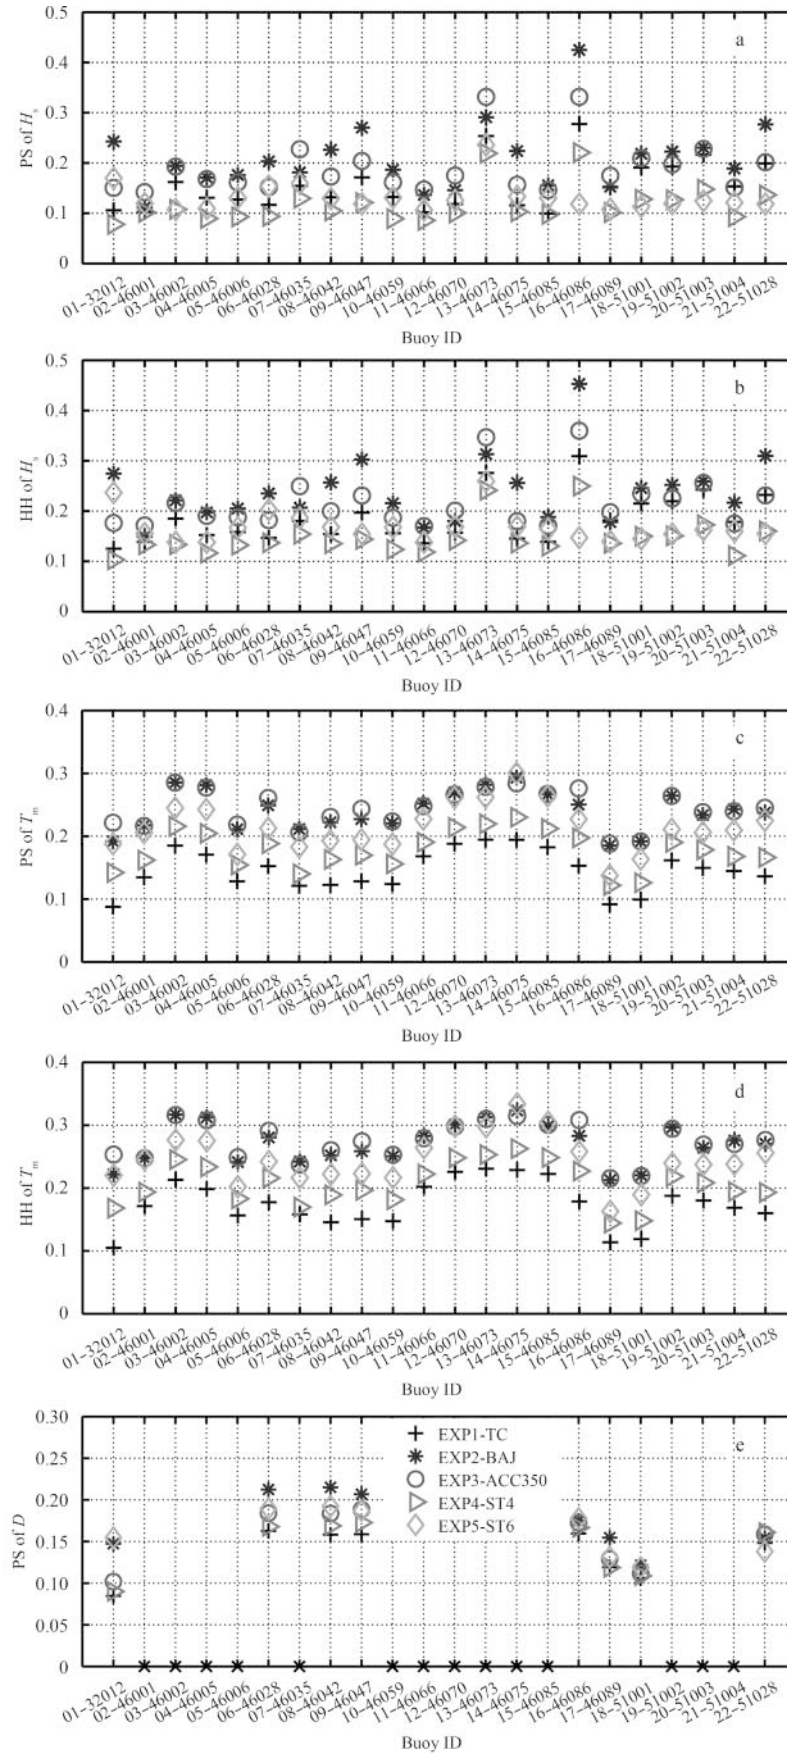 a
0.5
0.4
0.3
0.2
0.1
0
PS of Hs
01-32012 02-46001 03-46002 04-46005 05-46006 06-46028 07-46035 08-46042 09-46047 10-46059 11-46066 12-46070 13-46073 14-46075 15-46085 16-46086 17-46089 18-51001 19-51002 20-51003 21-51004 22-51028
Buoy ID
b
0.5
0.4
0.3
0.2
0.1
0
HH of Hs
01-32012 02-46001 03-46002 04-46005 05-46006 06-46028 07-46035 08-46042 09-46047 10-46059 11-46066 12-46070 13-46073 14-46075 15-46085 16-46086 17-46089 18-51001 19-51002 20-51003 21-51004 22-51028
Buoy ID
c
0.4
0.3
0.2
0.1
0
PS of Tm
01-32012 02-46001 03-46002 04-46005 05-46006 06-46028 07-46035 08-46042 09-46047 10-46059 11-46066 12-46070 13-46073 14-46075 15-46085 16-46086 17-46089 18-51001 19-51002 20-51003 21-51004 22-51028
Buoy ID
d
0.4
0.3
0.2
0.1
0
HH of Tm
01-32012 02-46001 03-46002 04-46005 05-46006 06-46028 07-46035 08-46042 09-46047 10-46059 11-46066 12-46070 13-46073 14-46075 15-46085 16-46086 17-46089 18-51001 19-51002 20-51003 21-51004 22-51028
Buoy ID
e
0.30
0.25
0.20
0.15
0.10
0.05
0
PS of D
EXP1-TC
EXP2-BAJ
EXP3-ACC350
EXP4-ST4
EXP5-ST6
01-32012 02-46001 03-46002 04-46005 05-46006 06-46028 07-46035 08-46042 09-46047 10-46059 11-46066 12-46070 13-46073 14-46075 15-46085 16-46086 17-46089 18-51001 19-51002 20-51003 21-51004 22-51028
Buoy ID